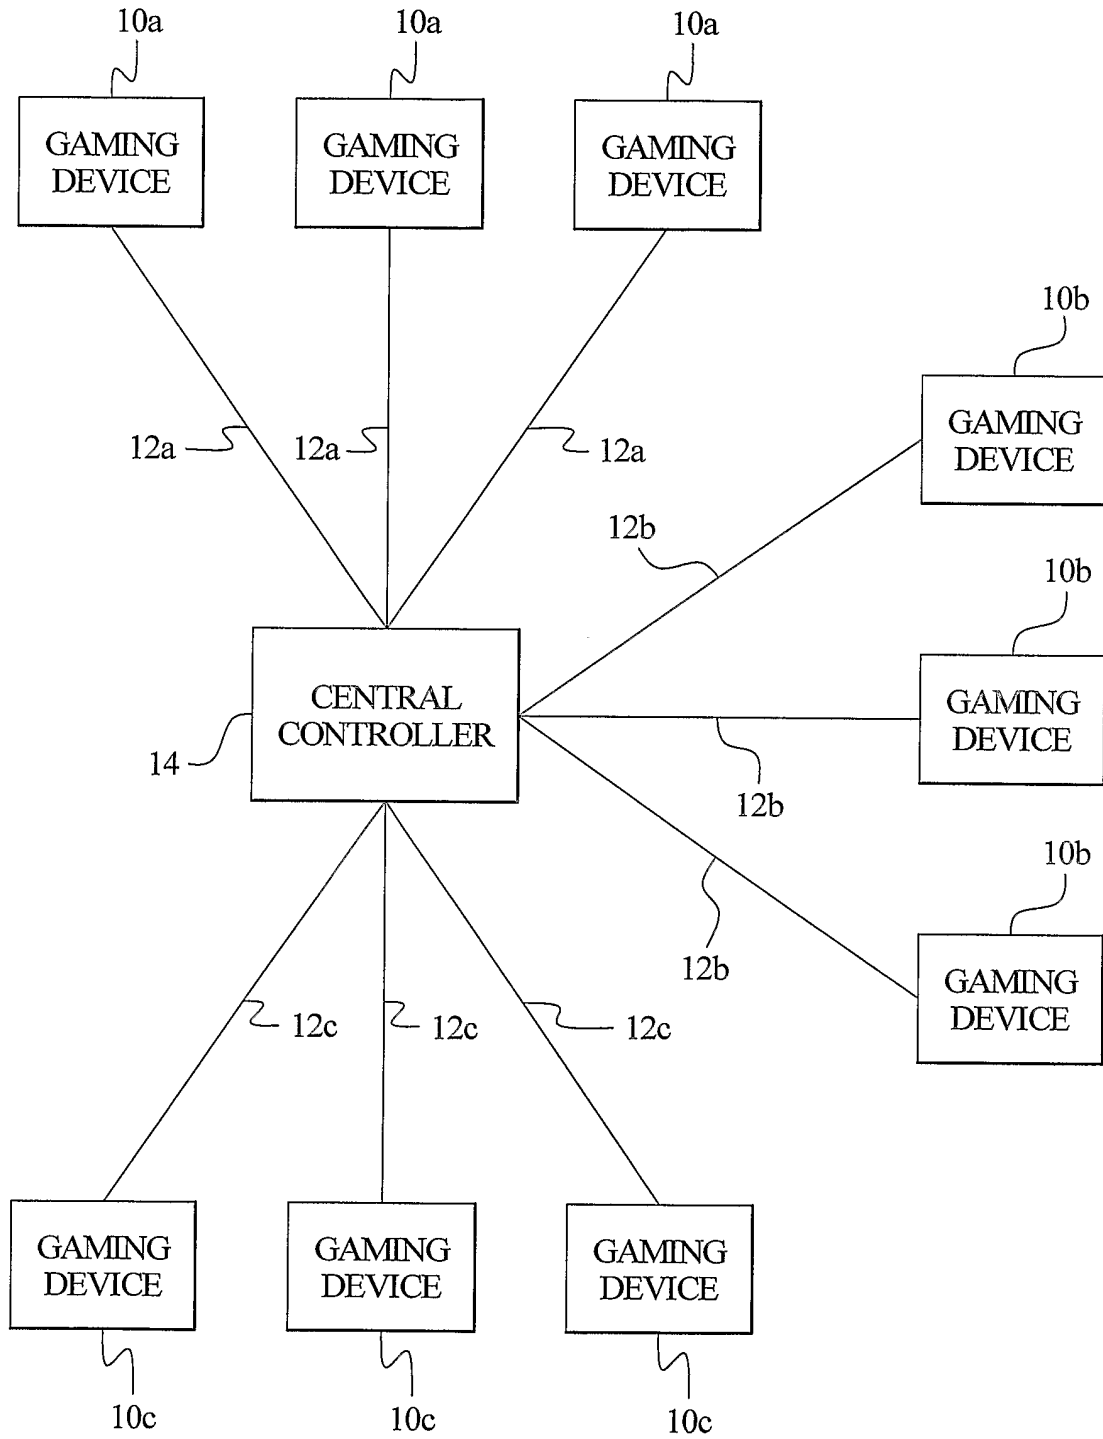 10a
10a
10a
GAMING
DEVICE
GAMING
DEVICE
GAMING
DEVICE
10b
GAMING
DEVICE
12a
12a
12a
12b
10b
CENTRAL
CONTROLLER
14
GAMING
DEVICE
12b
10b
12b
GAMING
DEVICE
12c
12c
12c
GAMING
DEVICE
GAMING
DEVICE
GAMING
DEVICE
10c
10c
10c